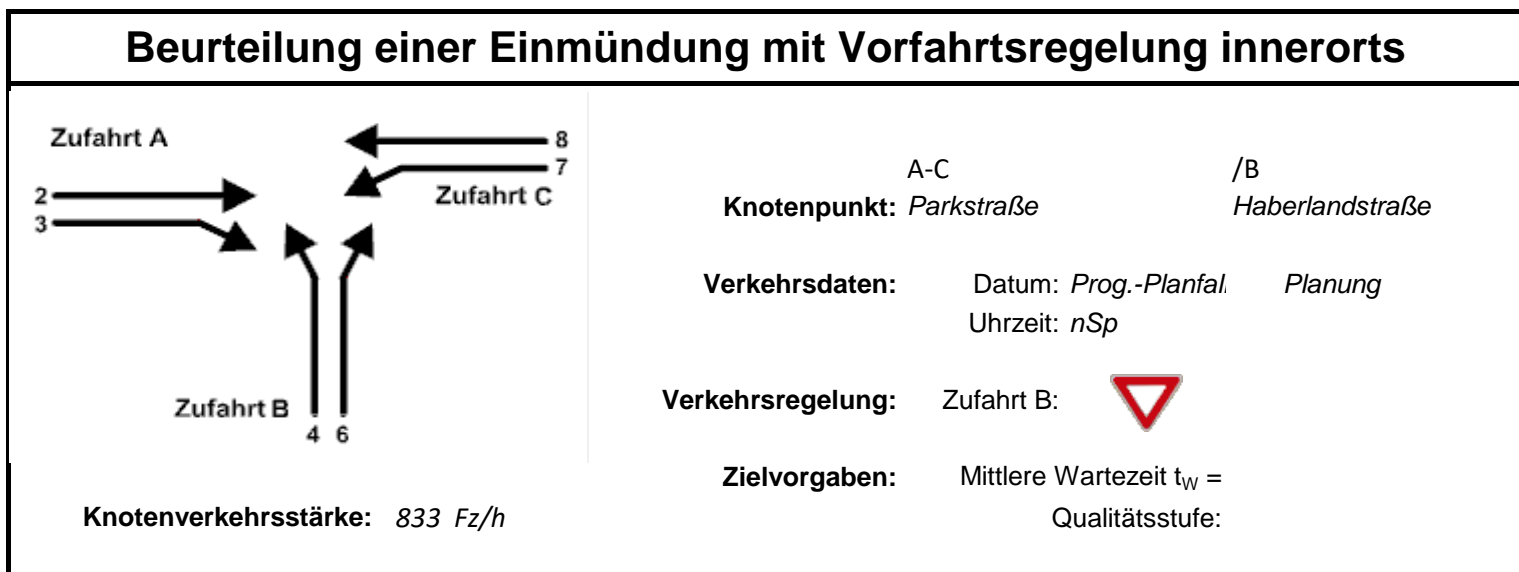 Beurteilung einer Einmündung mit Vorfahrtsregelung innerorts
Zufahrt A
8
7
2
Zufahrt C
3
Zufahrt B
4 6
Knotenverkehrsstärke: 833 Fz/h
A-C /B
Knotenpunkt: Parkstraße Haberlandstraße
Verkehrsdaten: Datum: Prog.-Planfal Planung
Uhrzeit: nSp
Verkehrsregelung: Zufahrt B:
Zielvorgaben: Mittlere Wartezeit tW =
Qualitätsstufe: